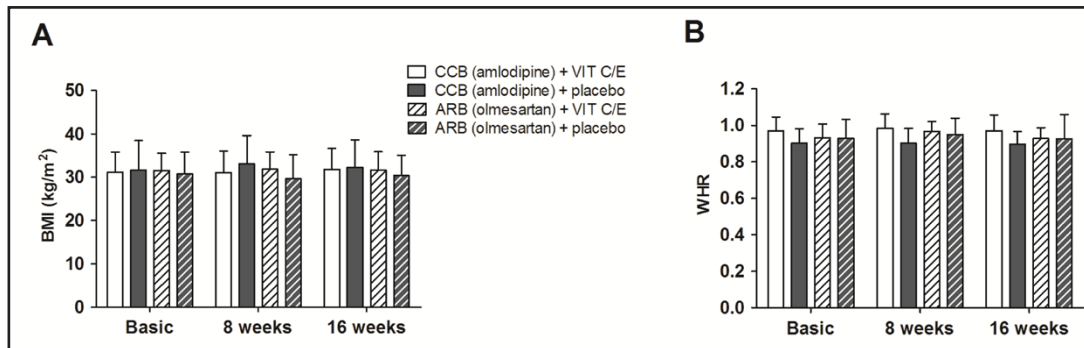 A
CCB (amlodipine) + VIT C/E
CCB (amlodipine) + placebo
ARB (olmesartan) + VIT C/E
ARB (olmesartan) + placebo
50
40
30
20
10
0
BMI (kg/m²)
Basic 8 weeks 16 weeks
B
1.2
1.0
0.8
0.6
0.4
0.2
0.0
WHR
Basic 8 weeks 16 weeks